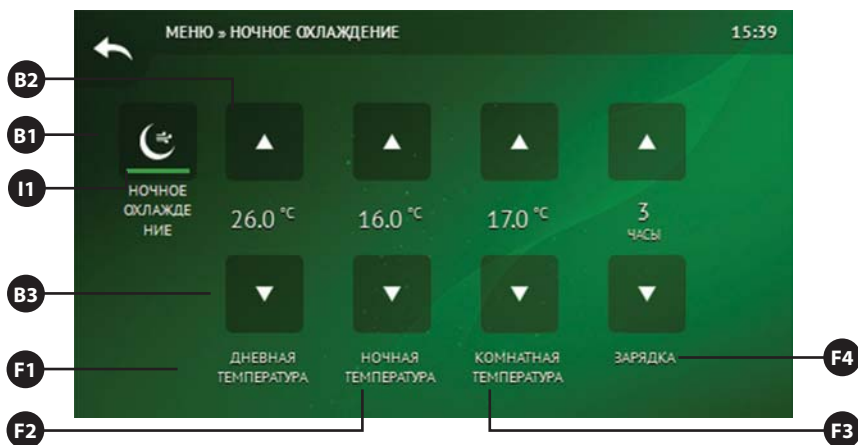 МЕНЮ » НОЧНОЕ ОХЛАЖДЕНИЕ 15:39
B2
B1
I1
НОЧНОЕ
ОХЛАЖДЕ
НИЕ
26.0 °C 16.0 °C 17.0 °C 3
ЧАСЫ
B3
ДНЕВНАЯ
ТЕМПЕРАТУРА
НОЧНАЯ
ТЕМПЕРАТУРА
КОМНАТНАЯ
ТЕМПЕРАТУРА
ЗАРЯДКА
F4
F1
F2
F3